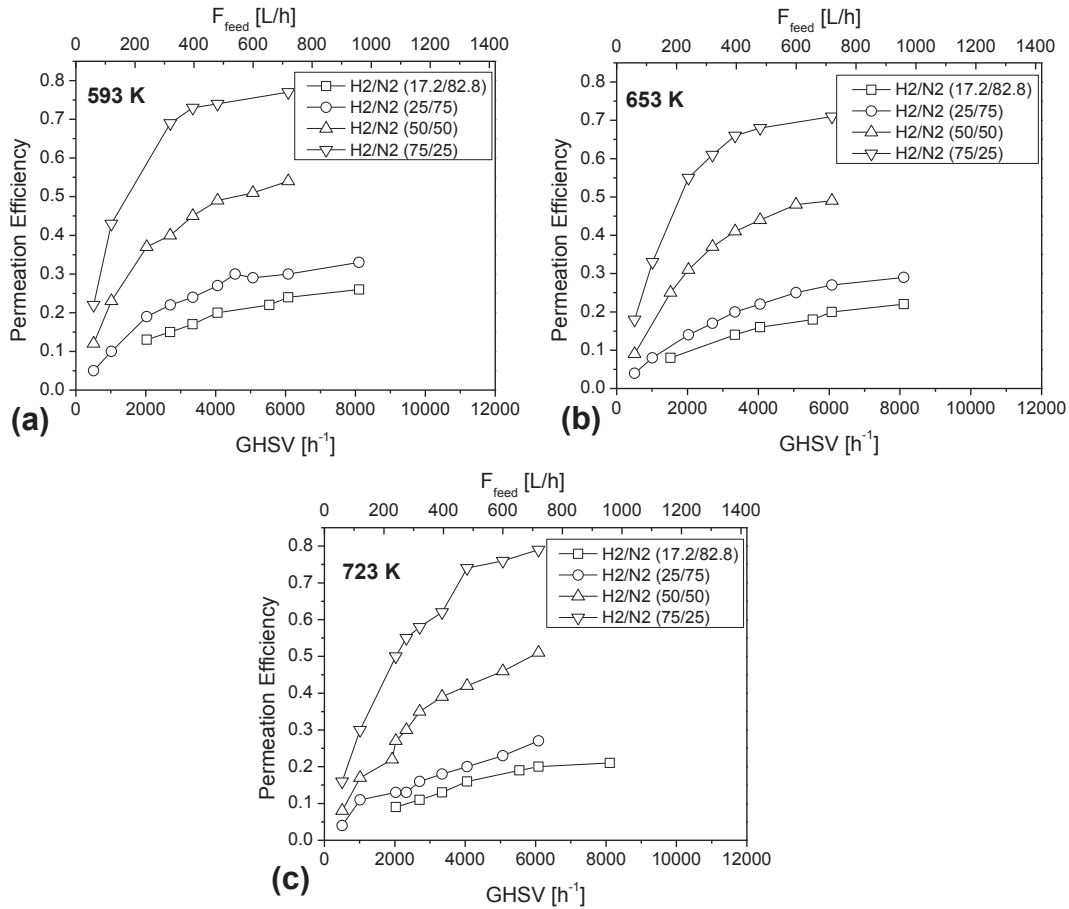 F_feed [L/h]
0 200 400 600 800 1000 1200 1400
593 K
H2/N2 (17.2/82.8)
H2/N2 (25/75)
H2/N2 (50/50)
H2/N2 (75/25)
Permeation Efficiency
0.8
0.7
0.6
0.5
0.4
0.3
0.2
0.1
0.0
0 2000 4000 6000 8000 10000 12000
GHSV [h⁻¹]
(a)
F_feed [L/h]
0 200 400 600 800 1000 1200 1400
653 K
H2/N2 (17.2/82.8)
H2/N2 (25/75)
H2/N2 (50/50)
H2/N2 (75/25)
Permeation Efficiency
0.8
0.7
0.6
0.5
0.4
0.3
0.2
0.1
0.0
0 2000 4000 6000 8000 10000 12000
GHSV [h⁻¹]
(b)
F_feed [L/h]
0 200 400 600 800 1000 1200 1400
723 K
H2/N2 (17.2/82.8)
H2/N2 (25/75)
H2/N2 (50/50)
H2/N2 (75/25)
Permeation Efficiency
0.8
0.7
0.6
0.5
0.4
0.3
0.2
0.1
0.0
0 2000 4000 6000 8000 10000 12000
GHSV [h⁻¹]
(c)